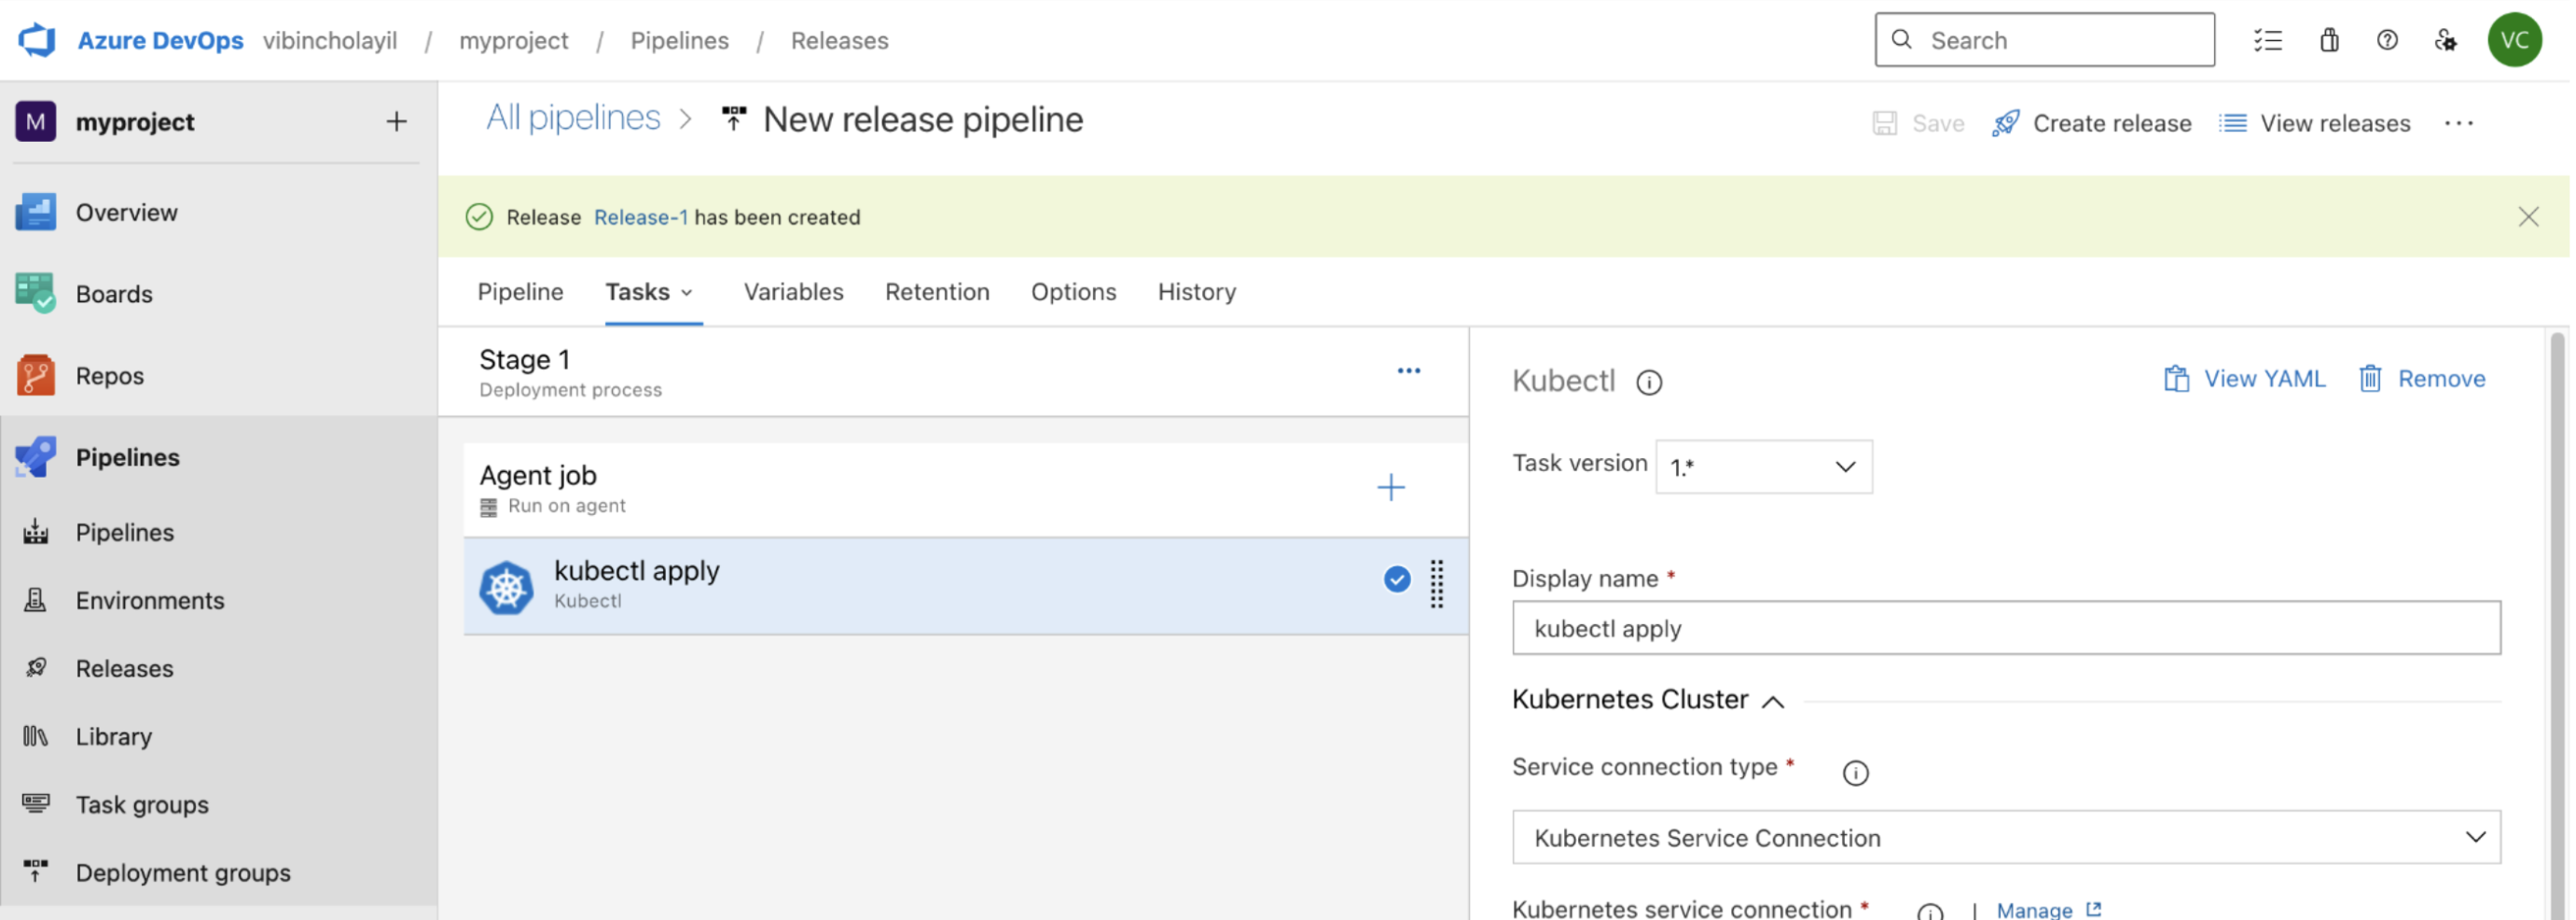 Azure DevOps vibincholayil / myproject / Pipelines / Releases Search VC
M myproject +
All pipelines > New release pipeline Save Create release View releases ...
Overview
Release Release-1 has been created
Boards
Pipeline Tasks Variables Retention Options History
Repos
Stage 1
Deployment process
Kubectl View YAML Remove
Pipelines
Agent job
Run on agent
Task version 1.*
Pipelines
kubectl apply
Kubectl
Environments
Display name *
kubectl apply
Releases
Kubernetes Cluster
Library
Service connection type *
Task groups
Kubernetes Service Connection
Deployment groups
Kubernetes service connection * | Manage